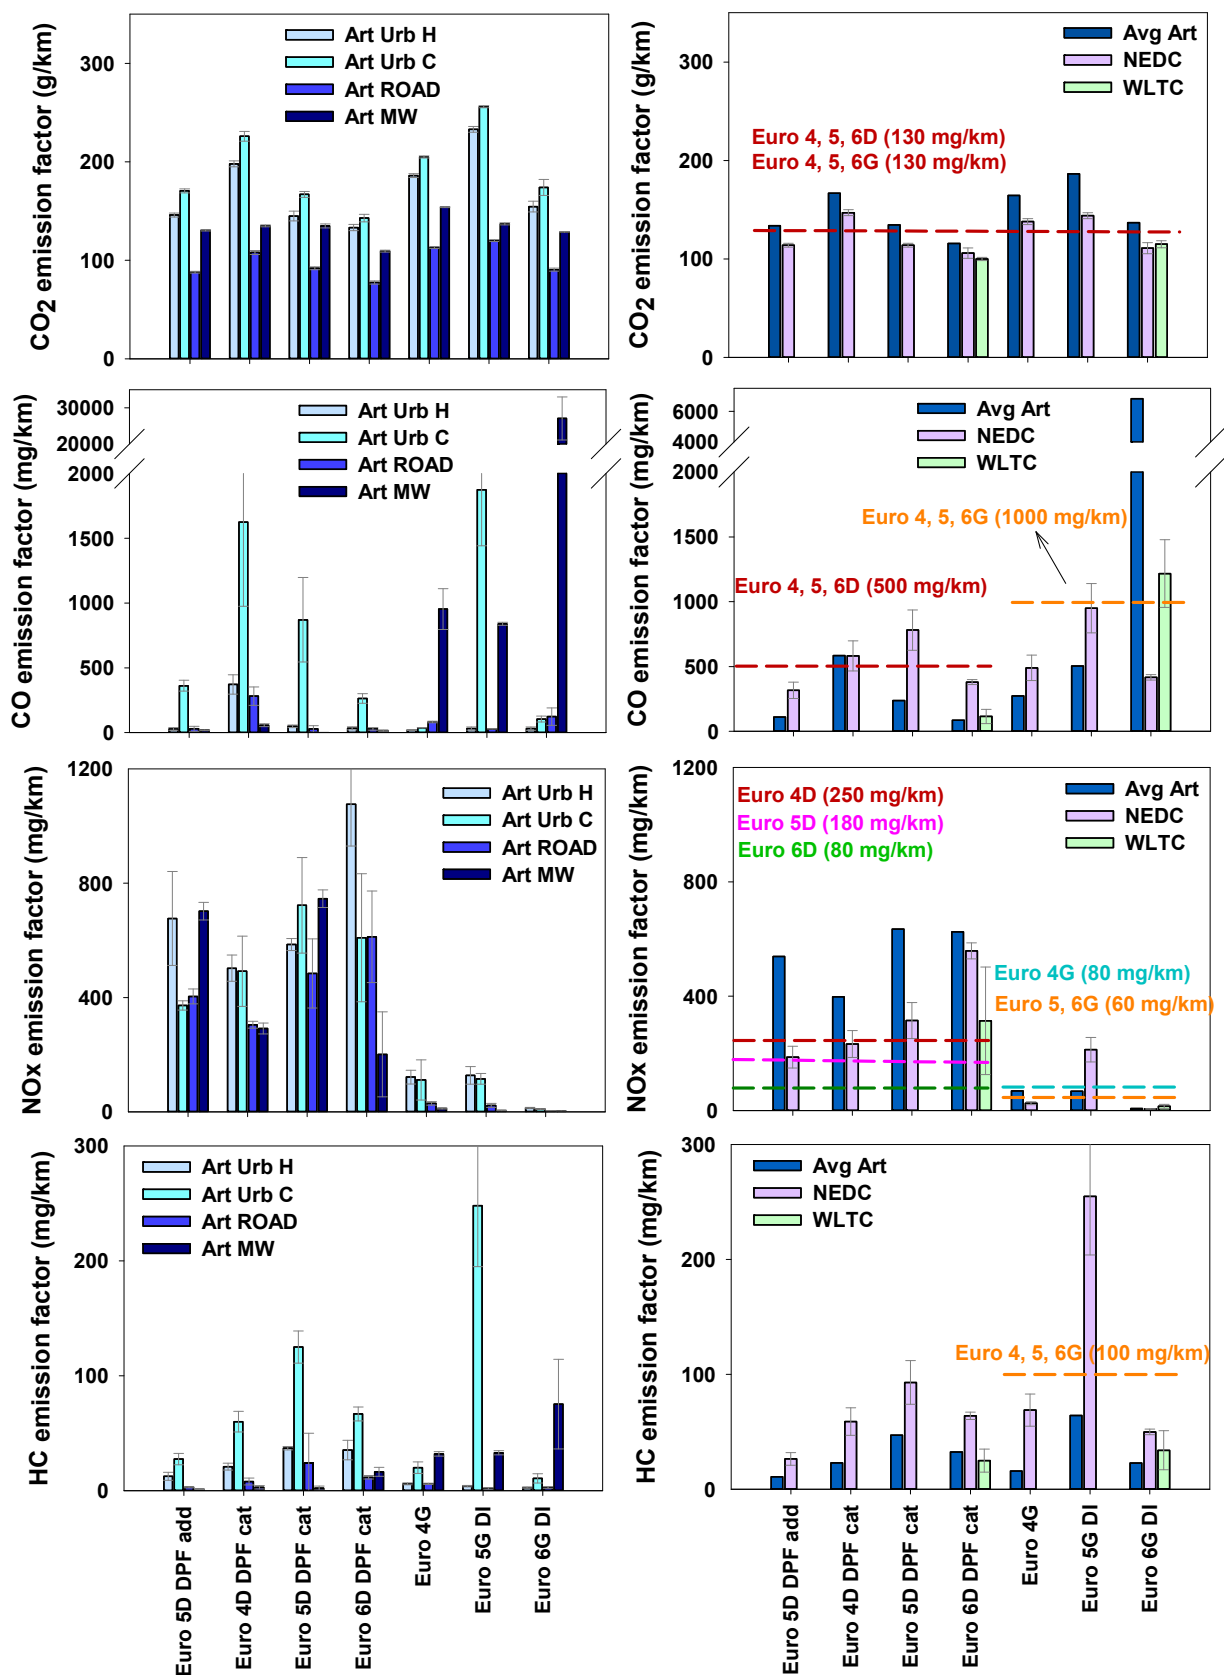 CO2 emission factor (g/km)
300
200
100
0
Art Urb H
Art Urb C
Art ROAD
Art MW
CO2 emission factor (g/km)
300
200
100
0
Avg Art
NEDC
WLTC
Euro 4, 5, 6D (130 mg/km)
Euro 4, 5, 6G (130 mg/km)
CO emission factor (mg/km)
30000
20000
2000
1500
1000
500
0
Art Urb H
Art Urb C
Art ROAD
Art MW
CO emission factor (mg/km)
6000
4000
2000
1500
1000
500
0
Avg Art
NEDC
WLTC
Euro 4, 5, 6G (1000 mg/km)
Euro 4, 5, 6D (500 mg/km)
NOx emission factor (mg/km)
1200
800
400
0
Art Urb H
Art Urb C
Art ROAD
Art MW
NOx emission factor (mg/km)
1200
800
400
0
Avg Art
NEDC
WLTC
Euro 4D (250 mg/km)
Euro 5D (180 mg/km)
Euro 6D (80 mg/km)
Euro 4G (80 mg/km)
Euro 5, 6G (60 mg/km)
HC emission factor (mg/km)
300
200
100
0
Art Urb H
Art Urb C
Art ROAD
Art MW
Euro 5D DPF add
Euro 4D DPF cat
Euro 5D DPF cat
Euro 6D DPF cat
Euro 4G
Euro 5G DI
Euro 6G DI
HC emission factor (mg/km)
300
200
100
0
Avg Art
NEDC
WLTC
Euro 4, 5, 6G (100 mg/km)
Euro 5D DPF add
Euro 4D DPF cat
Euro 5D DPF cat
Euro 6D DPF cat
Euro 4G
Euro 5G DI
Euro 6G DI